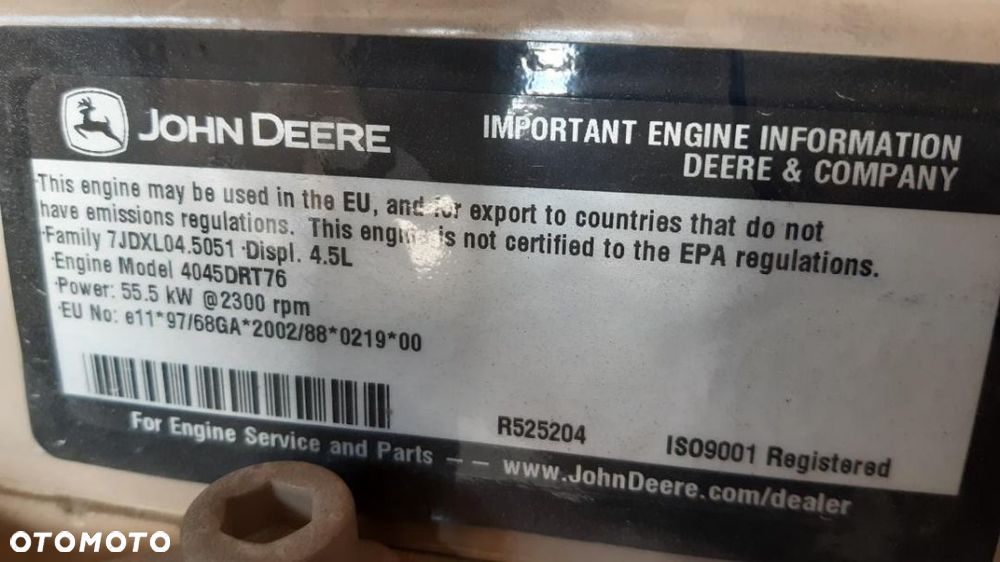 JOHN DEERE
IMPORTANT ENGINE INFORMATION
DEERE & COMPANY
·This engine may be used in the EU, and/or export to countries that do not
have emissions regulations. This engine is not certified to the EPA regulations.
·Family 7JDXL04.5051 ·Displ. 4.5L
·Engine Model 4045DRT76
·Power: 55.5 kW @2300 rpm
·EU No: e11*97/68GA*2002/88*0219*00
R525204
ISO9001 Registered
For Engine Service and Parts – – www.JohnDeere.com/dealer
OTOMOTO